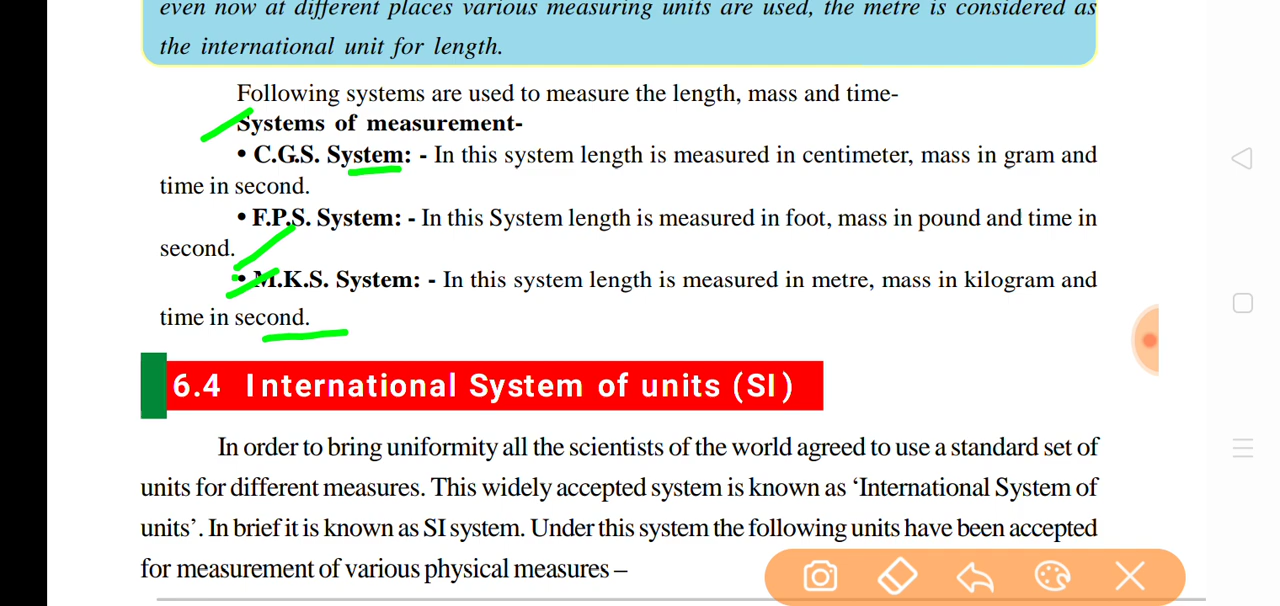 even now at different places various measuring units are used, the metre is considered as
the international unit for length.
Following systems are used to measure the length, mass and time-
Systems of measurement-
• C.G.S. System: - In this system length is measured in centimeter, mass in gram and
time in second.
• F.P.S. System: - In this System length is measured in foot, mass in pound and time in
second.
• M.K.S. System: - In this system length is measured in metre, mass in kilogram and
time in second.
6.4 International System of units (SI)
In order to bring uniformity all the scientists of the world agreed to use a standard set of
units for different measures. This widely accepted system is known as ‘International System of
units’. In brief it is known as SI system. Under this system the following units have been accepted
for measurement of various physical measures –